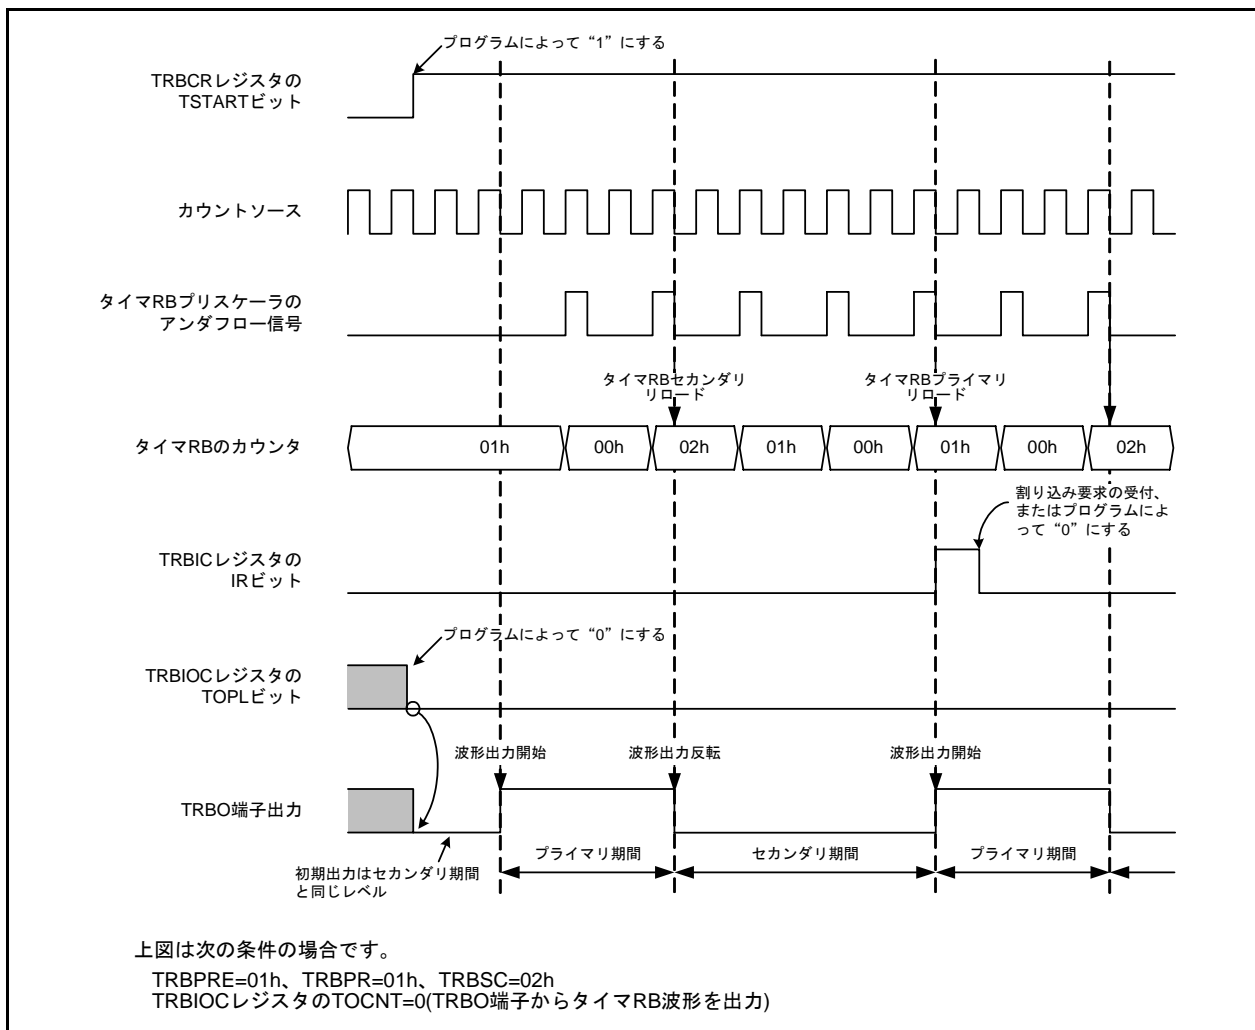 プログラムによって“1”にする
TRBCRレジスタの
TSTARTビット
カウントソース
タイマRBプリスケーラの
アンダフロー信号
タイマRBセカンダリ
リロード
タイマRBプライマリ
リロード
タイマRBのカウンタ
01h
00h
02h
01h
00h
01h
00h
02h
割り込み要求の受付、
またはプログラムによ
って“0”にする
TRBICレジスタの
IRビット
プログラムによって“0”にする
TRBIOCレジスタの
TOPLビット
波形出力開始
波形出力反転
波形出力開始
TRBO端子出力
プライマリ期間
セカンダリ期間
プライマリ期間
初期出力はセカンダリ期間
と同じレベル
上図は次の条件の場合です。
TRBPRE=01h、TRBPR=01h、TRBSC=02h
TRBIOCレジスタのTOCNT=0(TRBO端子からタイマRB波形を出力)